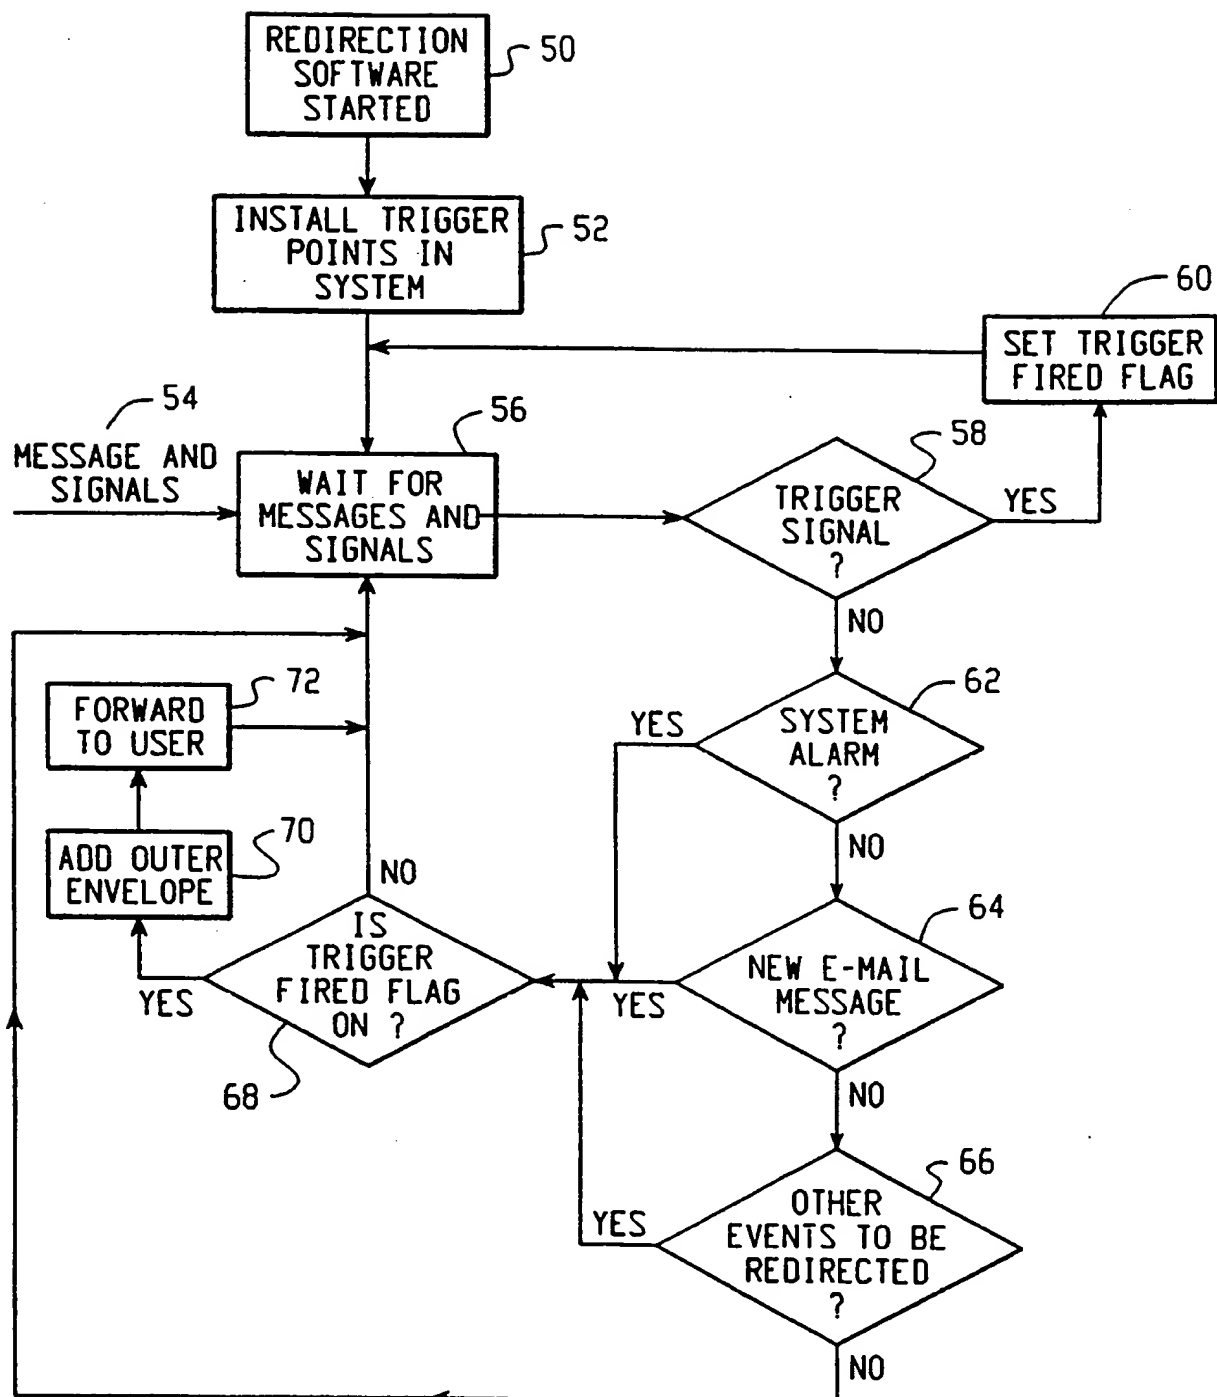 REDIRECTION
SOFTWARE
STARTED
50
INSTALL TRIGGER
POINTS IN
SYSTEM
52
60
SET TRIGGER
FIRED FLAG
54
MESSAGE AND
SIGNALS
56
WAIT FOR
MESSAGES AND
SIGNALS
58
TRIGGER
SIGNAL
?
YES
NO
62
SYSTEM
ALARM
?
YES
NO
72
FORWARD
TO USER
70
ADD OUTER
ENVELOPE
NO
IS
TRIGGER
FIRED FLAG
ON ?
YES
68
64
NEW E-MAIL
MESSAGE
?
YES
NO
66
OTHER
EVENTS TO BE
REDIRECTED
?
YES
NO